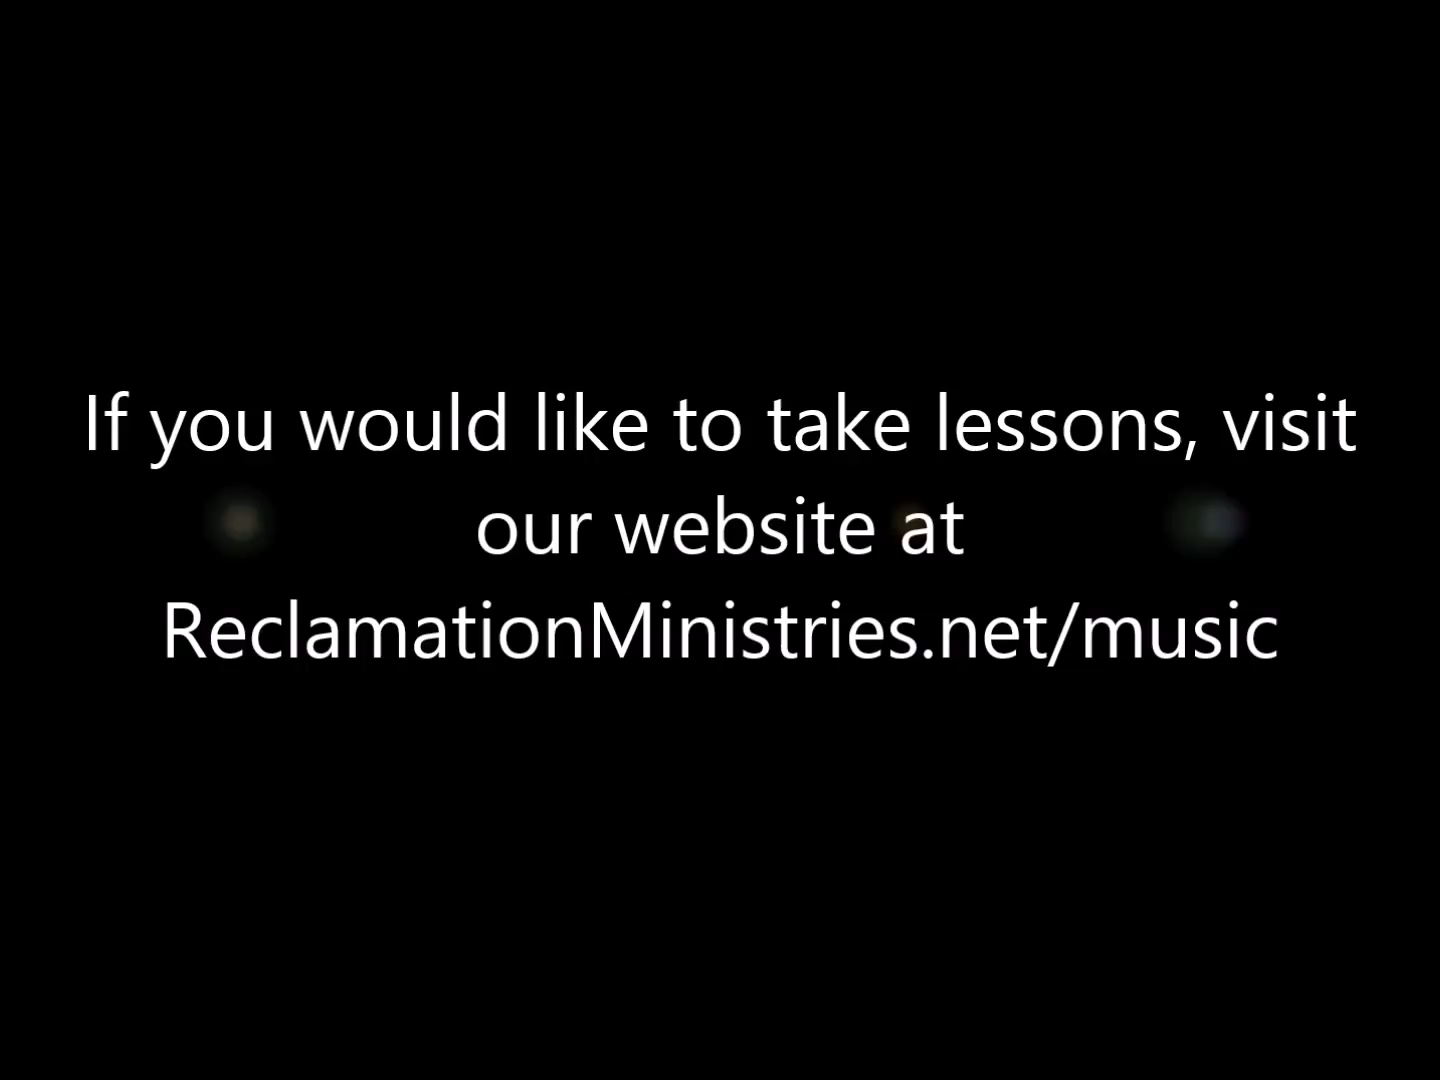 If you would like to take lessons, visit
our website at
ReclamationMinistries.net/music